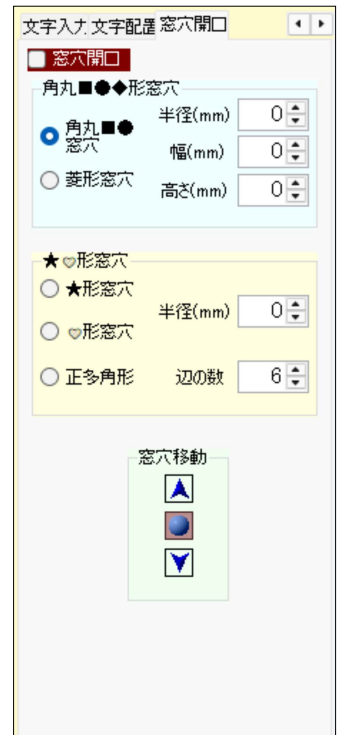 文字入力 文字配置 窓穴開口
窓穴開口
角丸■●◆形窓穴
角丸■●
窓穴
半径(mm) 0
幅(mm) 0
菱形窓穴
高さ(mm) 0
★♡形窓穴
★形窓穴
半径(mm) 0
♡形窓穴
正多角形 辺の数 6
窓穴移動